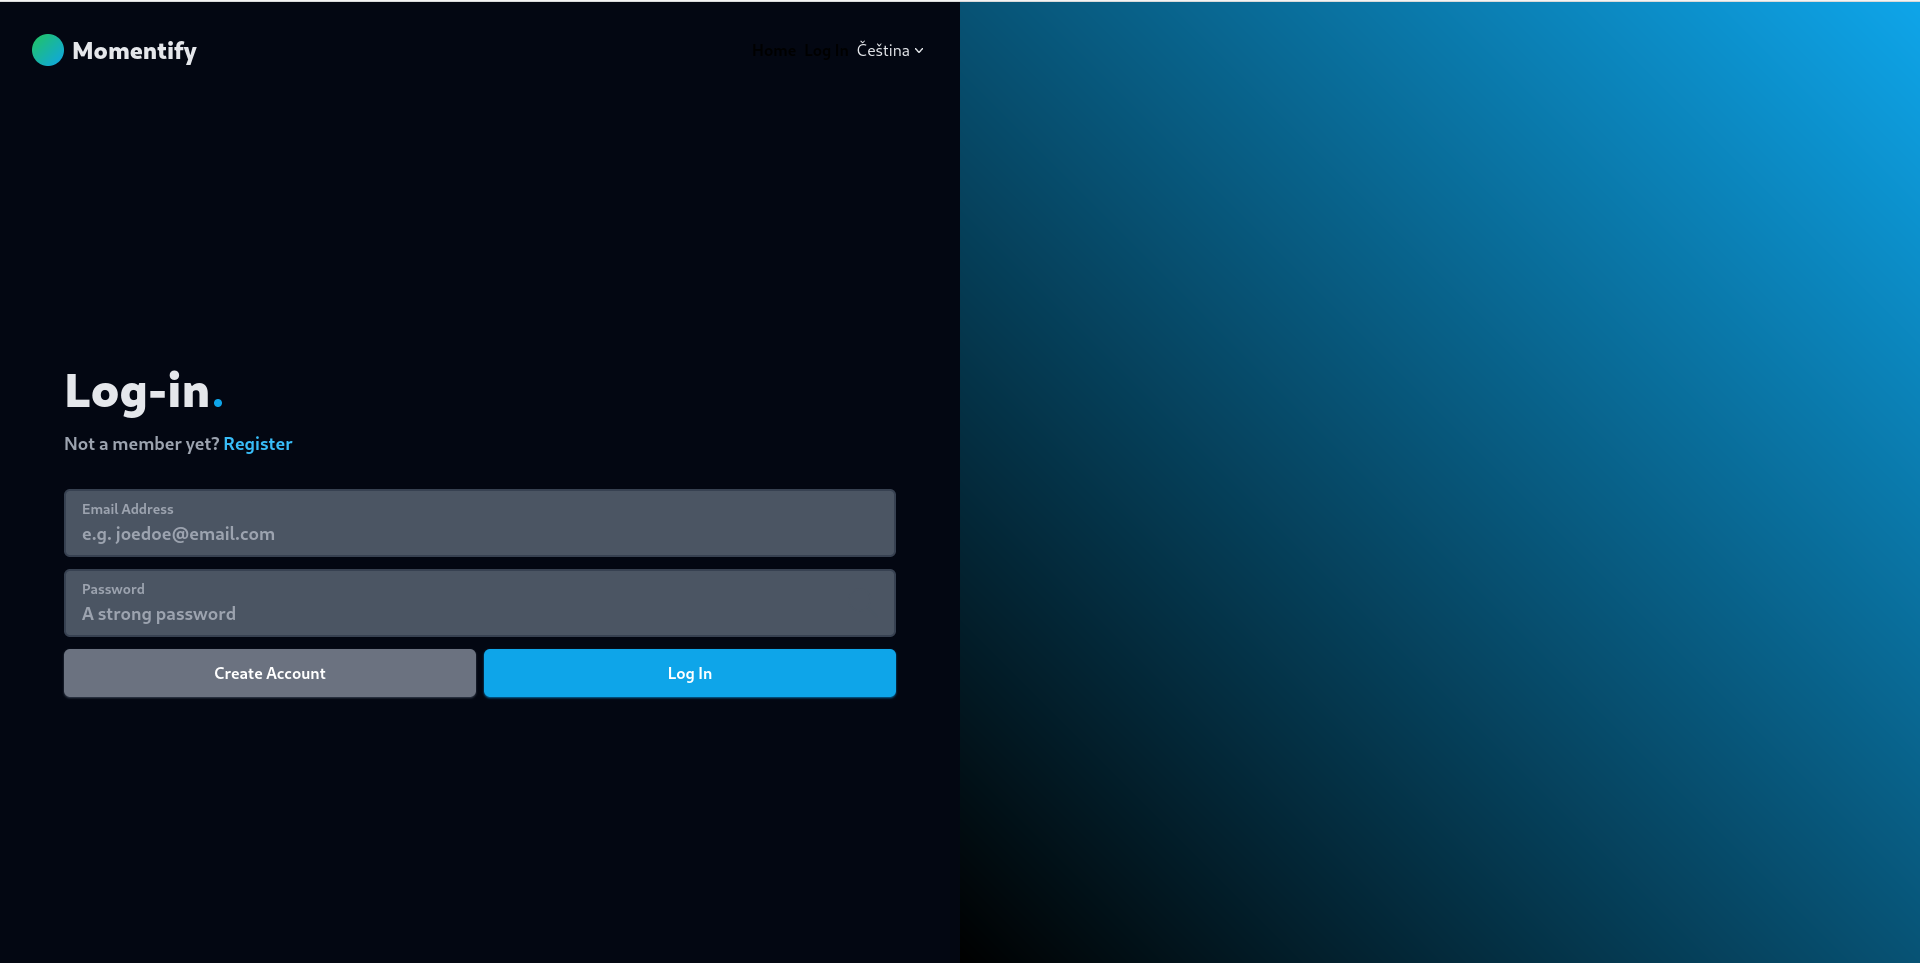 Momentify
Home Log In Čeština
Log-in.
Not a member yet? Register
Email Address
e.g. joedoe@email.com
Password
A strong password
Create Account Log In